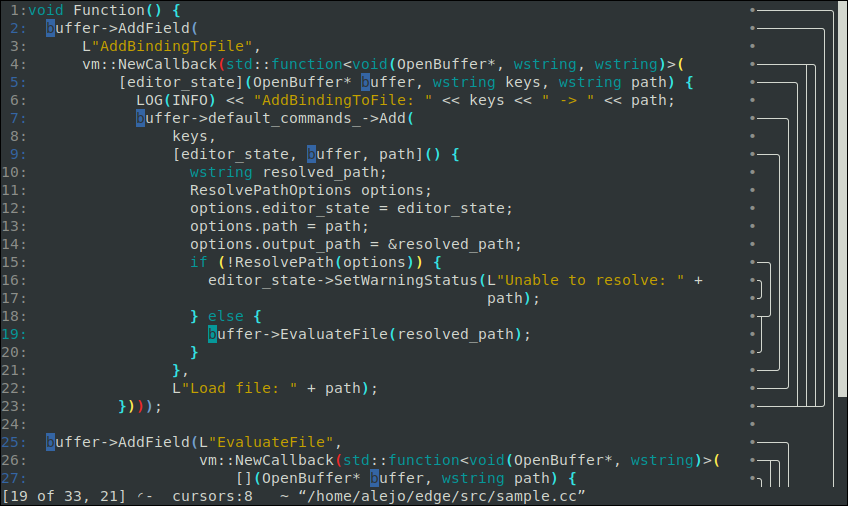 1:void Function() {
2:  buffer->AddField(
3:      L"AddBindingToFile",
4:      vm::NewCallback(std::function<void(OpenBuffer*, wstring, wstring)>(
5:          [editor_state](OpenBuffer* buffer, wstring keys, wstring path) {
6:            LOG(INFO) << "AddBindingToFile: " << keys << " -> " << path;
7:            buffer->default_commands_->Add(
8:                keys,
9:                [editor_state, buffer, path]() {
10:                  wstring resolved_path;
11:                  ResolvePathOptions options;
12:                  options.editor_state = editor_state;
13:                  options.path = path;
14:                  options.output_path = &resolved_path;
15:                  if (!ResolvePath(options)) {
16:                    editor_state->SetWarningStatus(L"Unable to resolve: " +
17:                                                   path);
18:                  } else {
19:                    buffer->EvaluateFile(resolved_path);
20:                  }
21:                },
22:                L"Load file: " + path);
23:          })));
24:
25:  buffer->AddField(L"EvaluateFile",
26:                   vm::NewCallback(std::function<void(OpenBuffer*, wstring)>(
27:                       [](OpenBuffer* buffer, wstring path) {
[19 of 33, 21] ╭-  cursors:8   ~ “/home/alejo/edge/src/sample.cc”